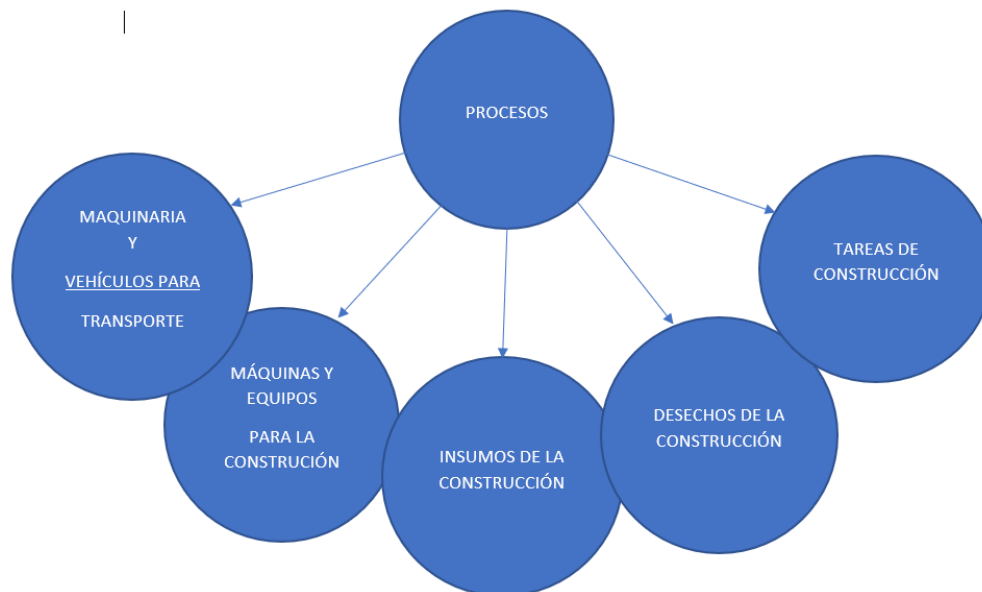 PROCESOS
MAQUINARIA
Y
VEHÍCULOS PARA
TRANSPORTE
MÁQUINAS Y
EQUIPOS
PARA LA
CONSTRUCIÓN
INSUMOS DE LA
CONSTRUCCIÓN
DESECHOS DE LA
CONSTRUCCIÓN
TAREAS DE
CONSTRUCCIÓN